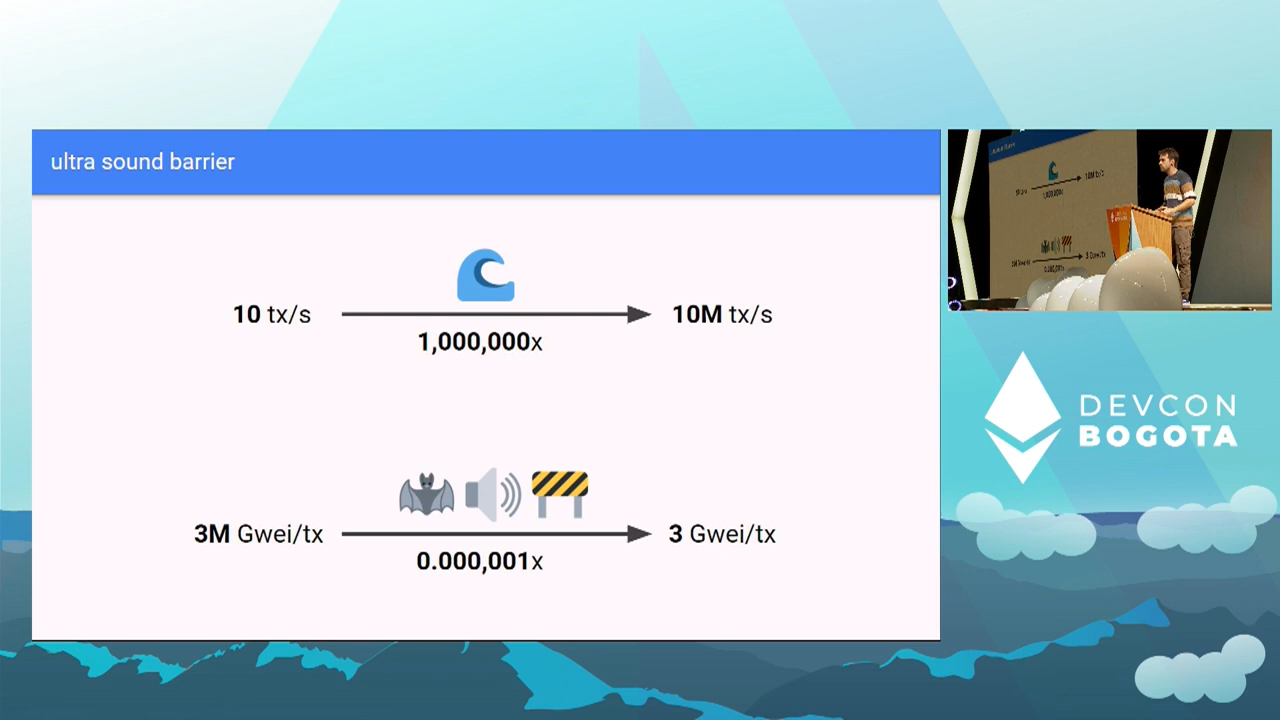 ultra sound barrier
10 tx/s
10M tx/s
1,000,000x
3M Gwei/tx
3 Gwei/tx
0.000,001x
DEVCON
BOGOTA